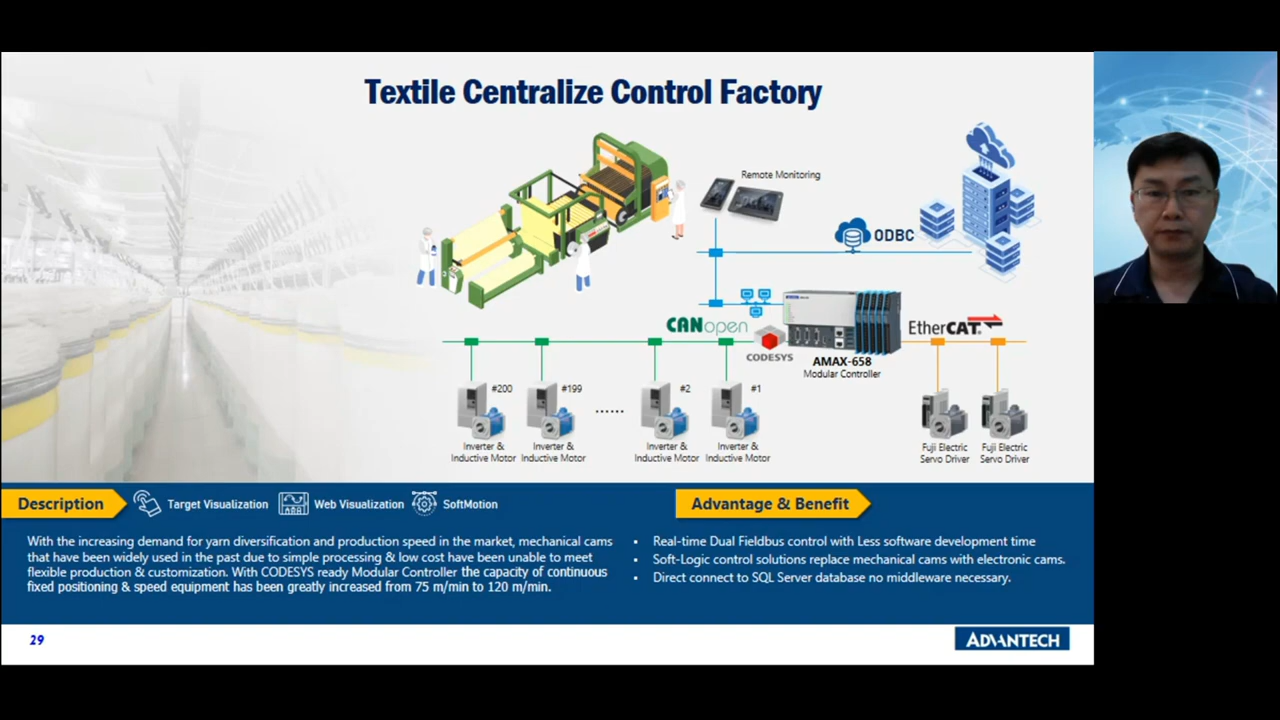 Textile Centralize Control Factory
Remote Monitoring
ODBC
CANopen
CODESYS
EtherCAT
AMAX-658
Modular Controller
#200
#199
......
#2
#1
Inverter &
Inductive Motor
Inverter &
Inductive Motor
Inverter &
Inductive Motor
Inverter &
Inductive Motor
Fuji Electric
Servo Driver
Fuji Electric
Servo Driver
Description
Target Visualization
Web Visualization
SoftMotion
With the increasing demand for yarn diversification and production speed in the market, mechanical cams
that have been widely used in the past due to simple processing & low cost have been unable to meet
flexible production & customization. With CODESYS ready Modular Controller the capacity of continuous
fixed positioning & speed equipment has been greatly increased from 75 m/min to 120 m/min.
Advantage & Benefit
• Real-time Dual Fieldbus control with Less software development time
• Soft-Logic control solutions replace mechanical cams with electronic cams.
• Direct connect to SQL Server database no middleware necessary.
29
ADVANTECH